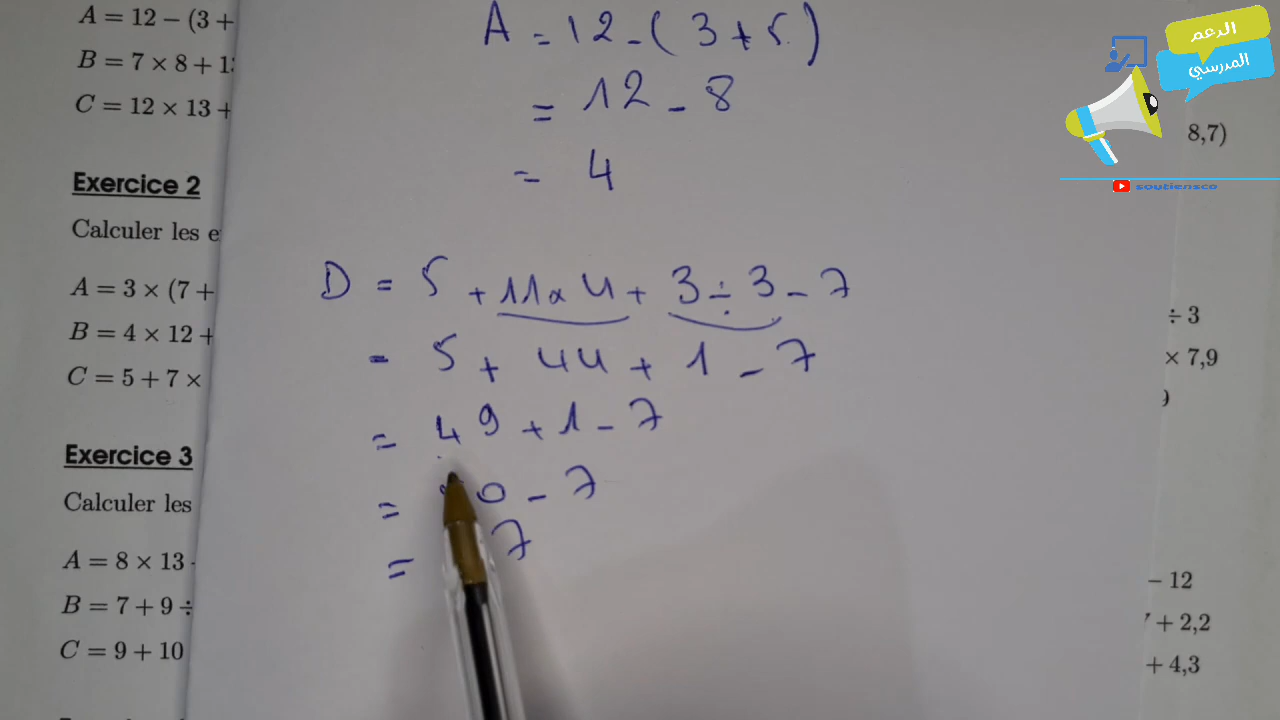 A = 12 − (3 +
B = 7 × 8 + 1
C = 12 × 13 +
Exercice 2
Calculer les e
A = 3 × (7 +
B = 4 × 12 +
C = 5 + 7 ×
Exercice 3
Calculer les
A = 8 × 13
B = 7 + 9 ÷
C = 9 + 10
A = 12 - ( 3 + 5 )
= 12 - 8
= 4
D = 5 + 11 × 4 + 3 ÷ 3 - 7
= 5 + 44 + 1 - 7
= 49 + 1 - 7
= 0 - 7
= 7
الدعم
المدرسي
soutiensco
8,7)
÷ 3
× 7,9
9
− 12
+ 2,2
+ 4,3